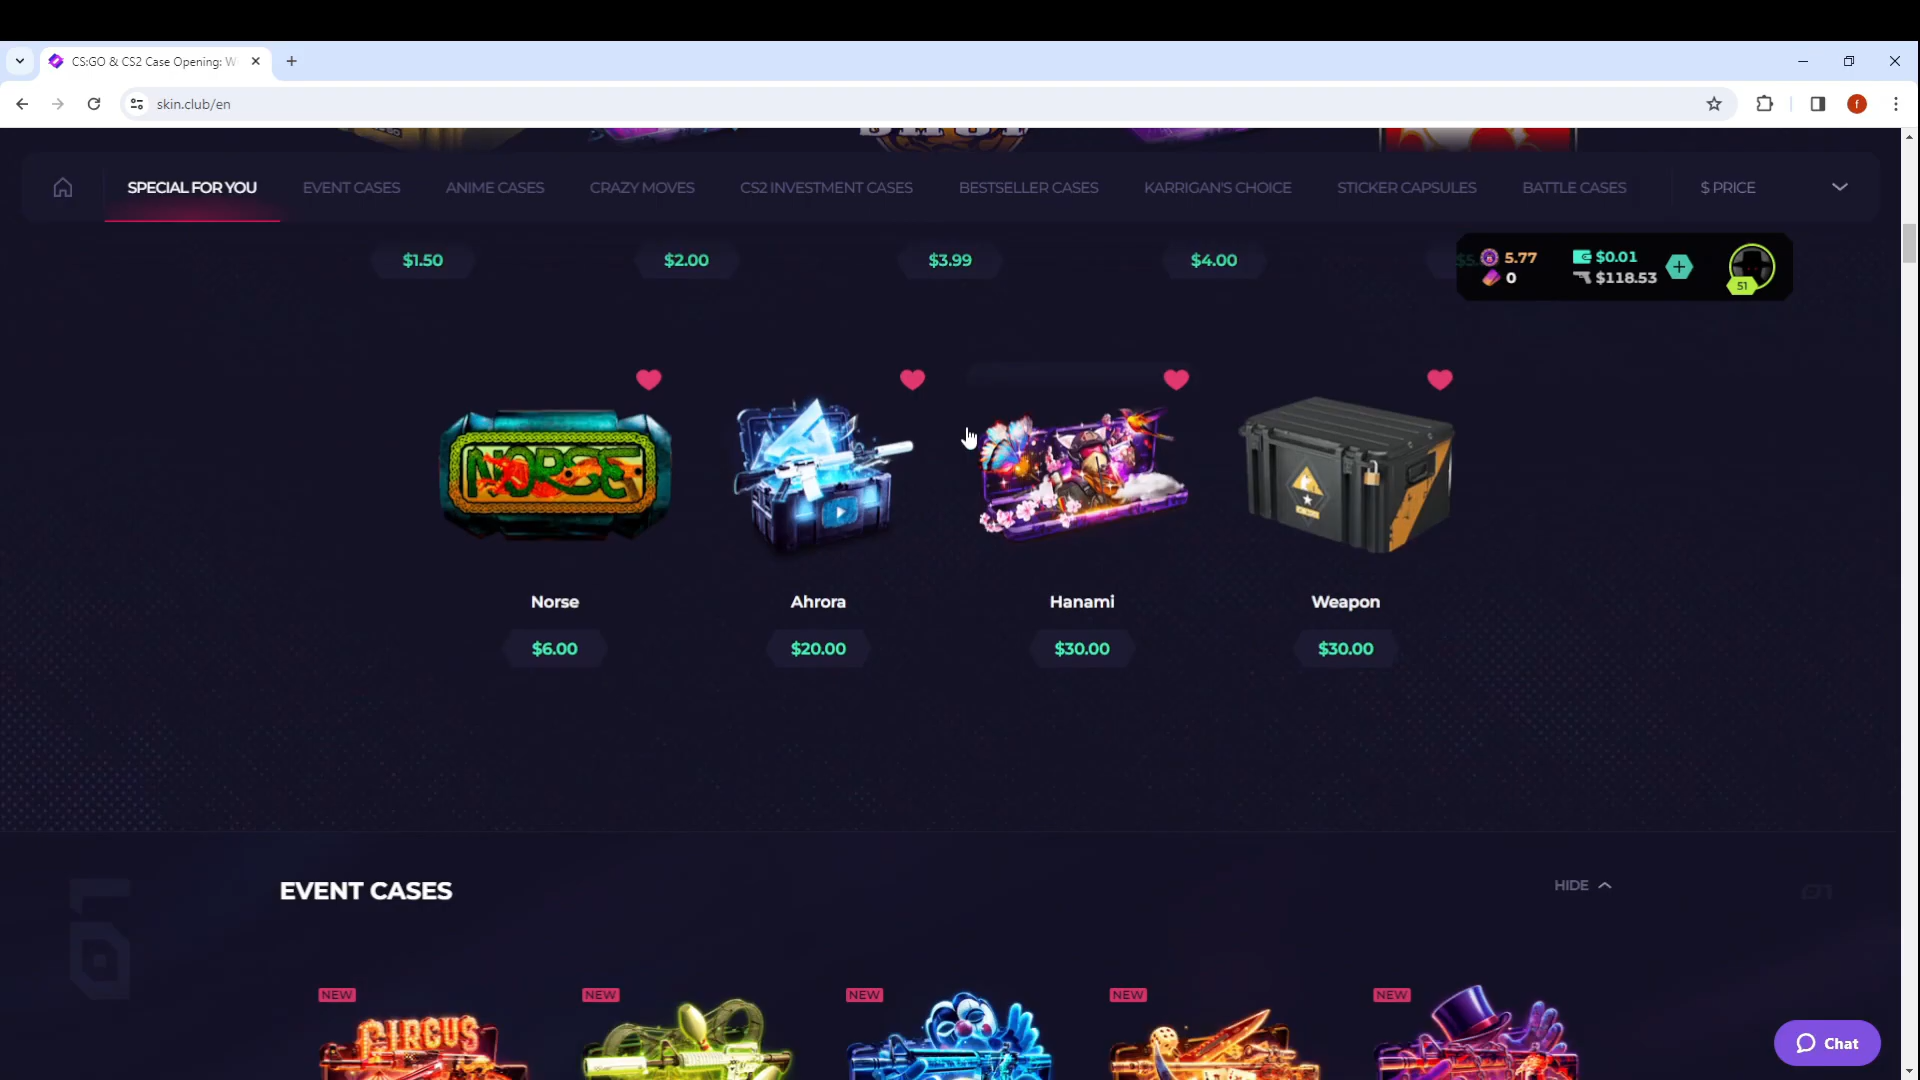 CS:GO & CS2 Case Opening: W
skin.club/en
f
SPECIAL FOR YOU
EVENT CASES
ANIME CASES
CRAZY MOVES
CS2 INVESTMENT CASES
BESTSELLER CASES
KARRIGAN'S CHOICE
STICKER CAPSULES
BATTLE CASES
$ PRICE
$1.50
$2.00
$3.99
$4.00
5.77
$0.01
0
$118.53
51
NORSE
Norse
Ahrora
Hanami
Weapon
$6.00
$20.00
$30.00
$30.00
EVENT CASES
HIDE
01
NEW
NEW
NEW
NEW
NEW
CIRCUS
Chat